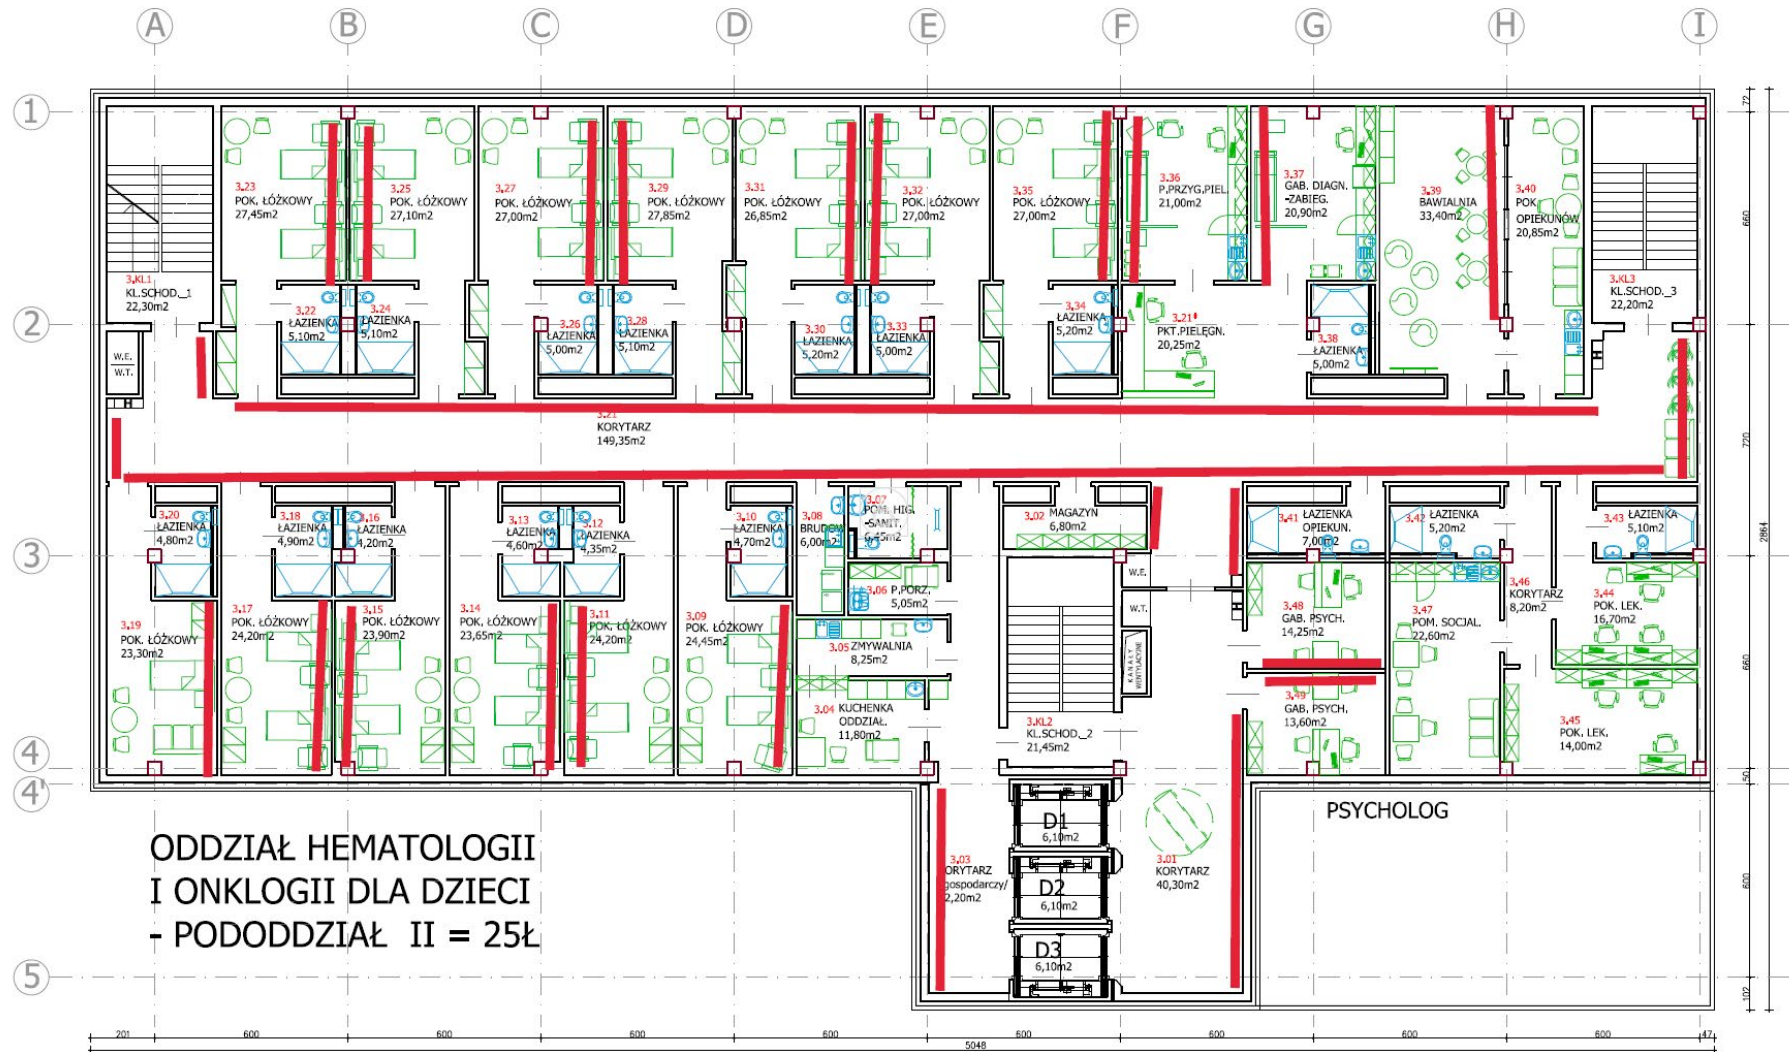 A B C D E F G H I
1
72
3.23
POK. ŁÓŻKOWY
27,45m2
3.25
POK. ŁÓŻKOWY
27,10m2
3.27
POK. ŁÓŻKOWY
27,00m2
3.29
POK. ŁÓŻKOWY
27,85m2
3.31
POK. ŁÓŻKOWY
26,85m2
3.32
POK. ŁÓŻKOWY
27,00m2
3.35
POK. ŁÓŻKOWY
27,00m2
3.36
P.PRZYG.PIEL.
21,00m2
3.37
GAB. DIAGN.
-ZABIEG.
20,90m2
3.39
BAWIALNIA
33,40m2
3.40
POK.
OPIEKUNÓW
20,85m2
660
3.KL1
KL.SCHOD._1
22,30m2
3.KL3
KL.SCHOD._3
22,20m2
2
3.22
ŁAZIENKA
5,10m2
3.24
ŁAZIENKA
5,10m2
3.26
ŁAZIENKA
5,00m2
3.28
ŁAZIENKA
5,10m2
3.30
ŁAZIENKA
5,20m2
3.33
ŁAZIENKA
5,00m2
3.34
ŁAZIENKA
5,20m2
3.21
PKT.PIELĘGN.
20,25m2
3.38
ŁAZIENKA
5,00m2
W.E.
W.T.
H
H
3.21
KORYTARZ
149,35m2
720
3.20
ŁAZIENKA
4,80m2
3.18
ŁAZIENKA
4,90m2
3.16
ŁAZIENKA
4,20m2
3.13
ŁAZIENKA
4,60m2
3.12
ŁAZIENKA
4,35m2
3.10
ŁAZIENKA
4,70m2
3.08
BRUDOW.
6,00m2
3.07
POM. HIG.
-SANIT.
6,45m2
3.02 MAGAZYN
6,80m2
3.41 ŁAZIENKA
OPIEKUN.
7,00m2
3.42 ŁAZIENKA
5,20m2
3.43 ŁAZIENKA
5,10m2
2864
3
W.E.
W.T.
H
3.06 P.PORZ.
5,05m2
3.46
KORYTARZ
8,20m2
3.19
POK. ŁÓŻKOWY
23,30m2
3.17
POK. ŁÓŻKOWY
24,20m2
3.15
POK. ŁÓŻKOWY
23,90m2
3.14
POK. ŁÓŻKOWY
23,65m2
3.11
POK. ŁÓŻKOWY
24,20m2
3.09
POK. ŁÓŻKOWY
24,45m2
3.05 ZMYWALNIA
8,25m2
KANAŁY
WENTYLACYJNE
3.48
GAB. PSYCH.
14,25m2
3.47
POM. SOCJAL.
22,60m2
3.44
POK. LEK.
16,70m2
660
3.04 KUCHENKA
ODDZIAŁ.
11,80m2
3.KL2
KL.SCHOD._2
21,45m2
3.49
GAB. PSYCH.
13,60m2
3.45
POK. LEK.
14,00m2
4
50
4'
ODDZIAŁ HEMATOLOGII
I ONKLOGII DLA DZIECI
- PODODDZIAŁ II = 25Ł
D1
6,10m2
D2
6,10m2
D3
6,10m2
3.03
ORYTARZ
gospodarczy/
2,20m2
3.01
KORYTARZ
40,30m2
PSYCHOLOG
600
5
102
201 600 600 600 600 600 600 600 600 47
5048